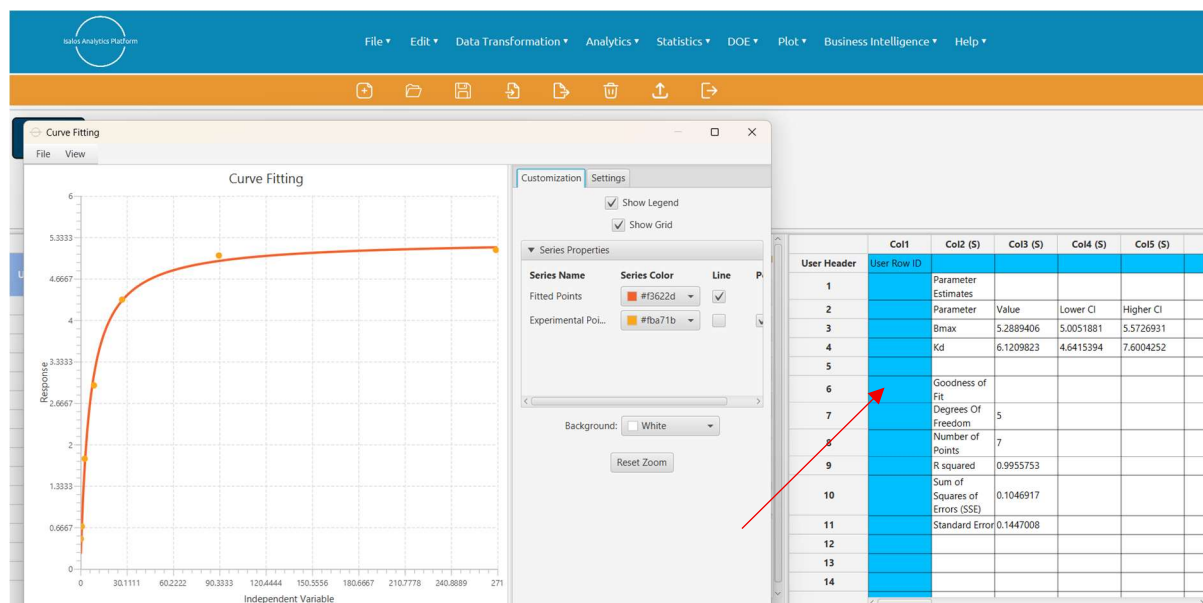 Isalos Analytics Platform
File Edit Data Transformation Analytics Statistics DOE Plot Business Intelligence Help
Curve Fitting
File View
Curve Fitting
6
5.3333
4.6667
4
3.3333
2.6667
2
1.3333
0.6667
0
Response
0 30.1111 60.2222 90.3333 120.4444 150.5556 180.6667 210.7778 240.8889 271
Independent Variable
Customization Settings
Show Legend
Show Grid
Series Properties
Series Name Series Color Line P
Fitted Points #f3622d
Experimental Poi... #fba71b
Background: White
Reset Zoom
U
Col1 Col2 (S) Col3 (S) Col4 (S) Col5 (S)
User Header User Row ID
1 Parameter
Estimates
2 Parameter Value Lower CI Higher CI
3 Bmax 5.2889406 5.0051881 5.5726931
4 Kd 6.1209823 4.6415394 7.6004252
5
6 Goodness of
Fit
7 Degrees Of
Freedom 5
8 Number of
Points 7
9 R squared 0.9955753
10 Sum of
Squares of
Errors (SSE) 0.1046917
11 Standard Error 0.1447008
12
13
14